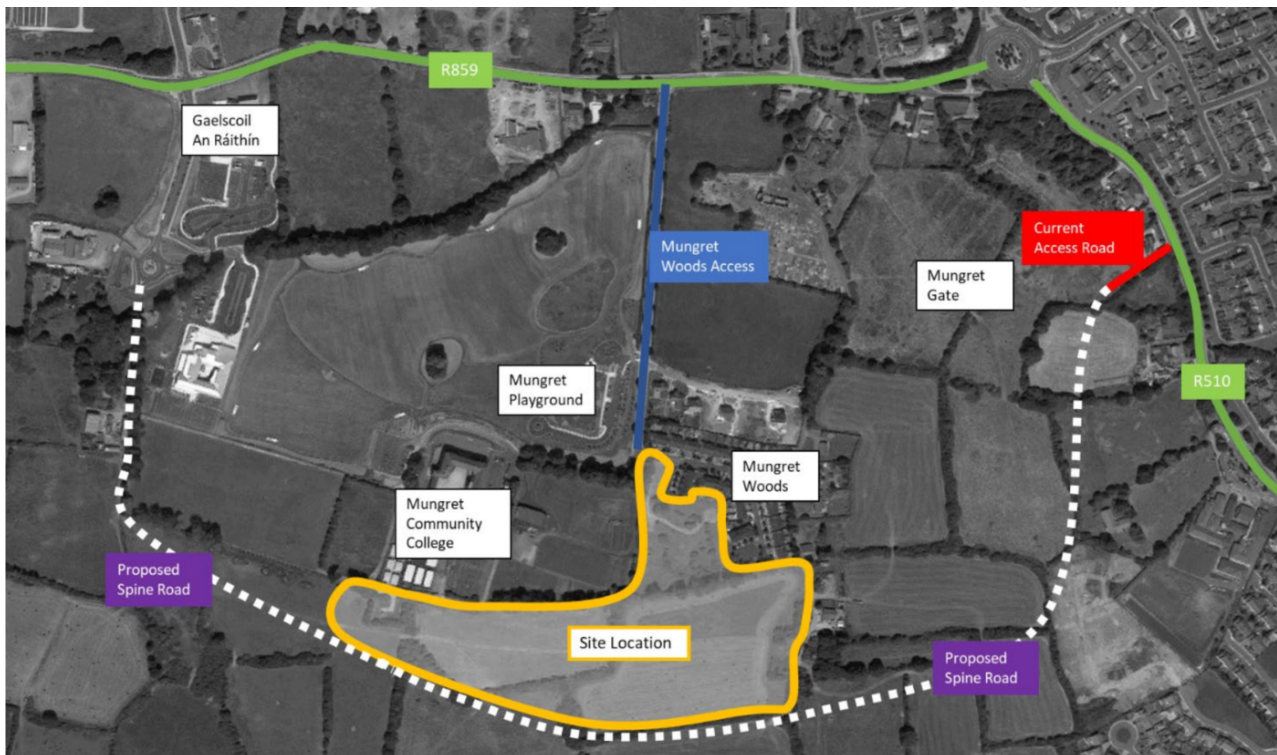 R859
Gaelscoil
An Ráithín
Mungret
Woods Access
Current
Access Road
Mungret
Gate
R510
Mungret
Playground
Mungret
Woods
Mungret
Community
College
Proposed
Spine Road
Site Location
Proposed
Spine Road